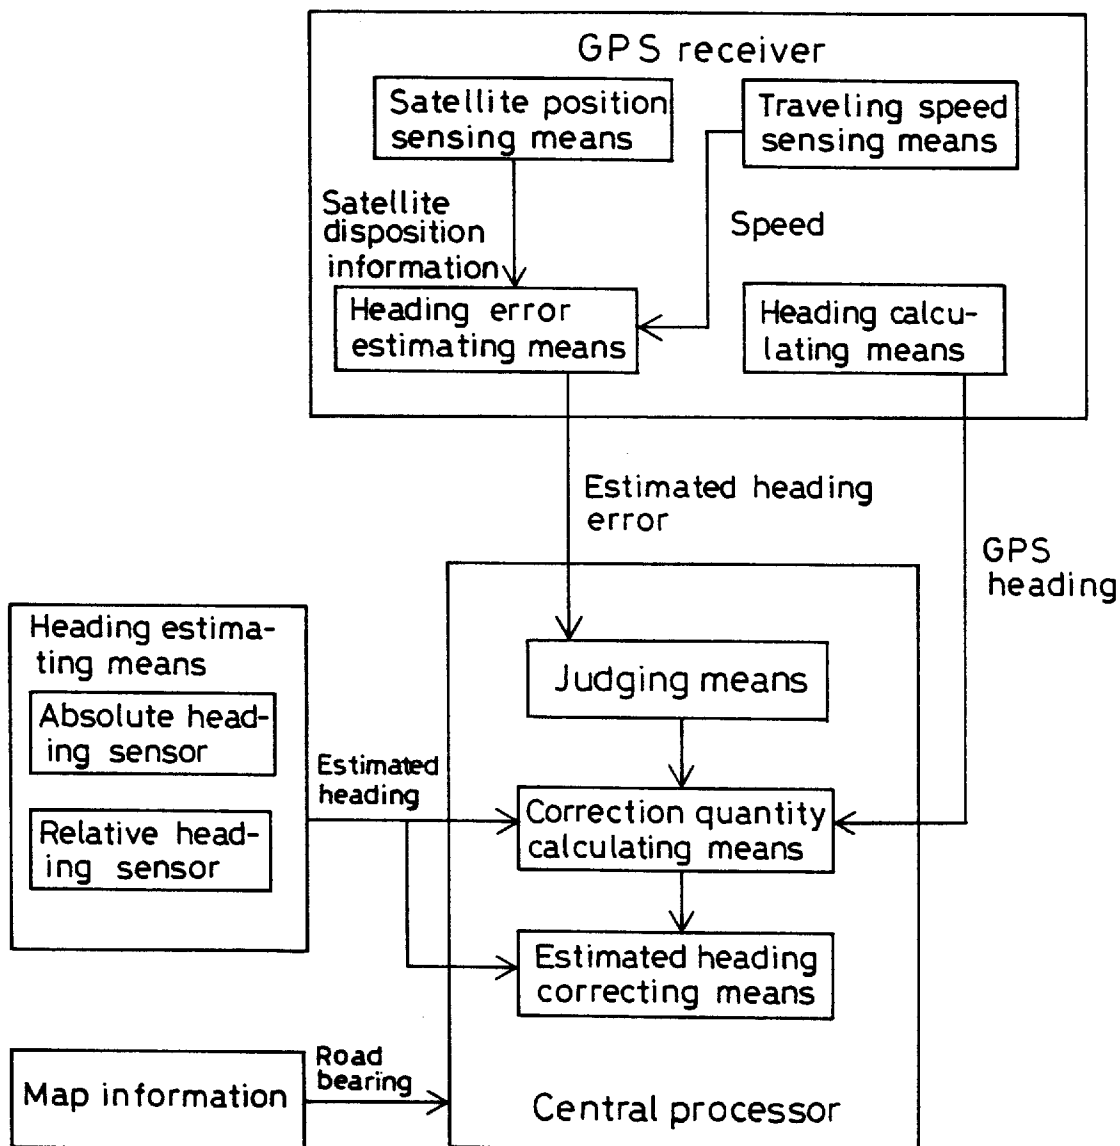 GPS receiver
Satellite position
sensing means
Traveling speed
sensing means
Satellite
disposition
information
Speed
Heading error
estimating means
Heading calcu-
lating means
Estimated heading
error
GPS
heading
Heading estima-
ting means
Absolute head-
ing sensor
Relative head-
ing sensor
Estimated
heading
Judging means
Correction quantity
calculating means
Estimated heading
correcting means
Map information
Road
bearing
Central processor